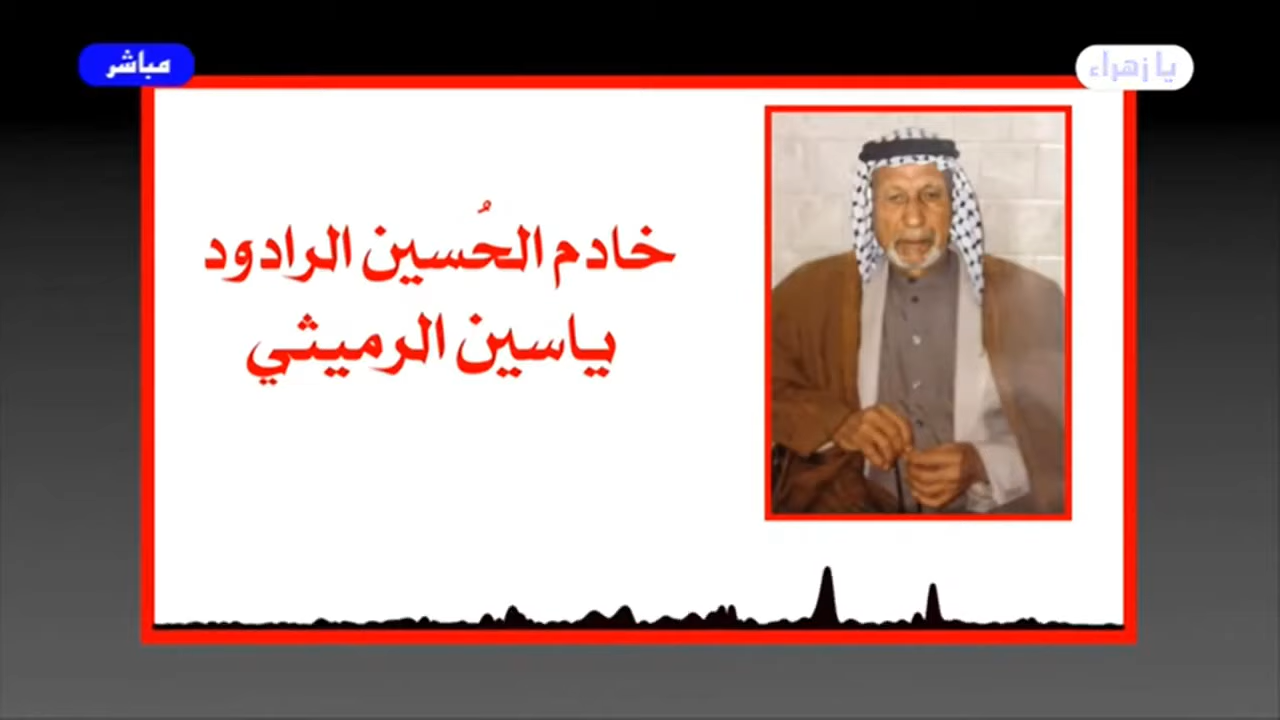 يا زهراء
مباشر
خادم الحُسين الرادود
ياسين الرميثي